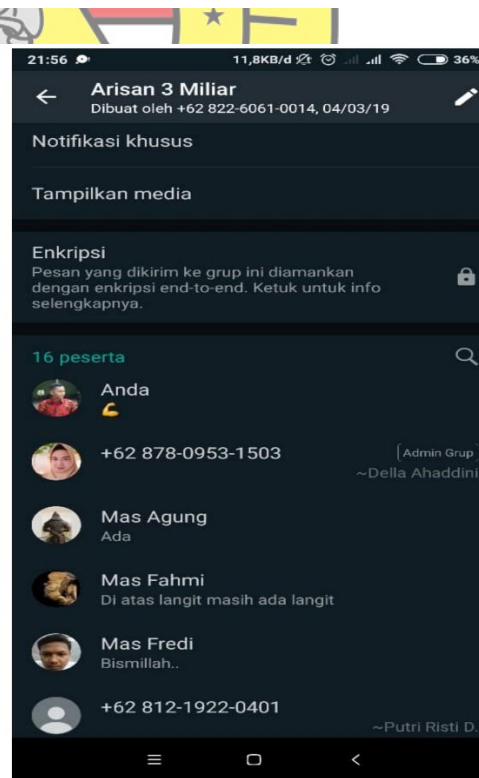 21:56 11,8KB/d 36%
Arisan 3 Miliar
Dibuat oleh +62 822-6061-0014, 04/03/19
Notifikasi khusus
Tampilkan media
Enkripsi
Pesan yang dikirim ke grup ini diamankan
dengan enkripsi end-to-end. Ketuk untuk info
selengkapnya.
16 peserta
Anda
💪
+62 878-0953-1503 Admin Grup
~Della Ahaddini
Mas Agung
Ada
Mas Fahmi
Di atas langit masih ada langit
Mas Fredi
Bismillah..
+62 812-1922-0401
~Putri Risti D.